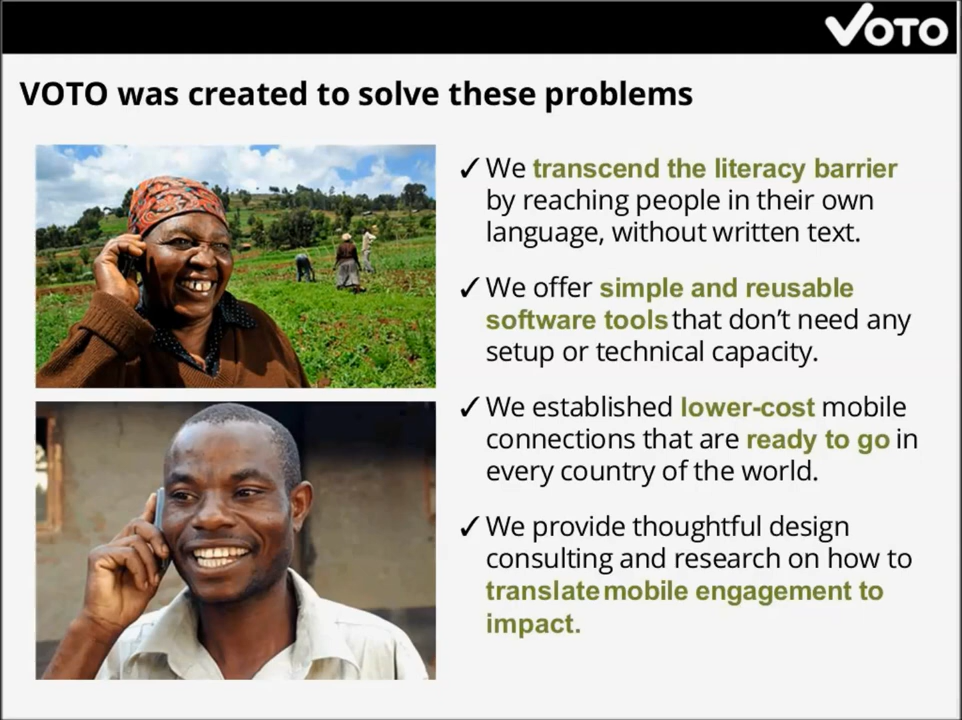 VOTO
VOTO was created to solve these problems
✓ We transcend the literacy barrier
by reaching people in their own
language, without written text.
✓ We offer simple and reusable
software tools that don't need any
setup or technical capacity.
✓ We established lower-cost mobile
connections that are ready to go in
every country of the world.
✓ We provide thoughtful design
consulting and research on how to
translate mobile engagement to
impact.